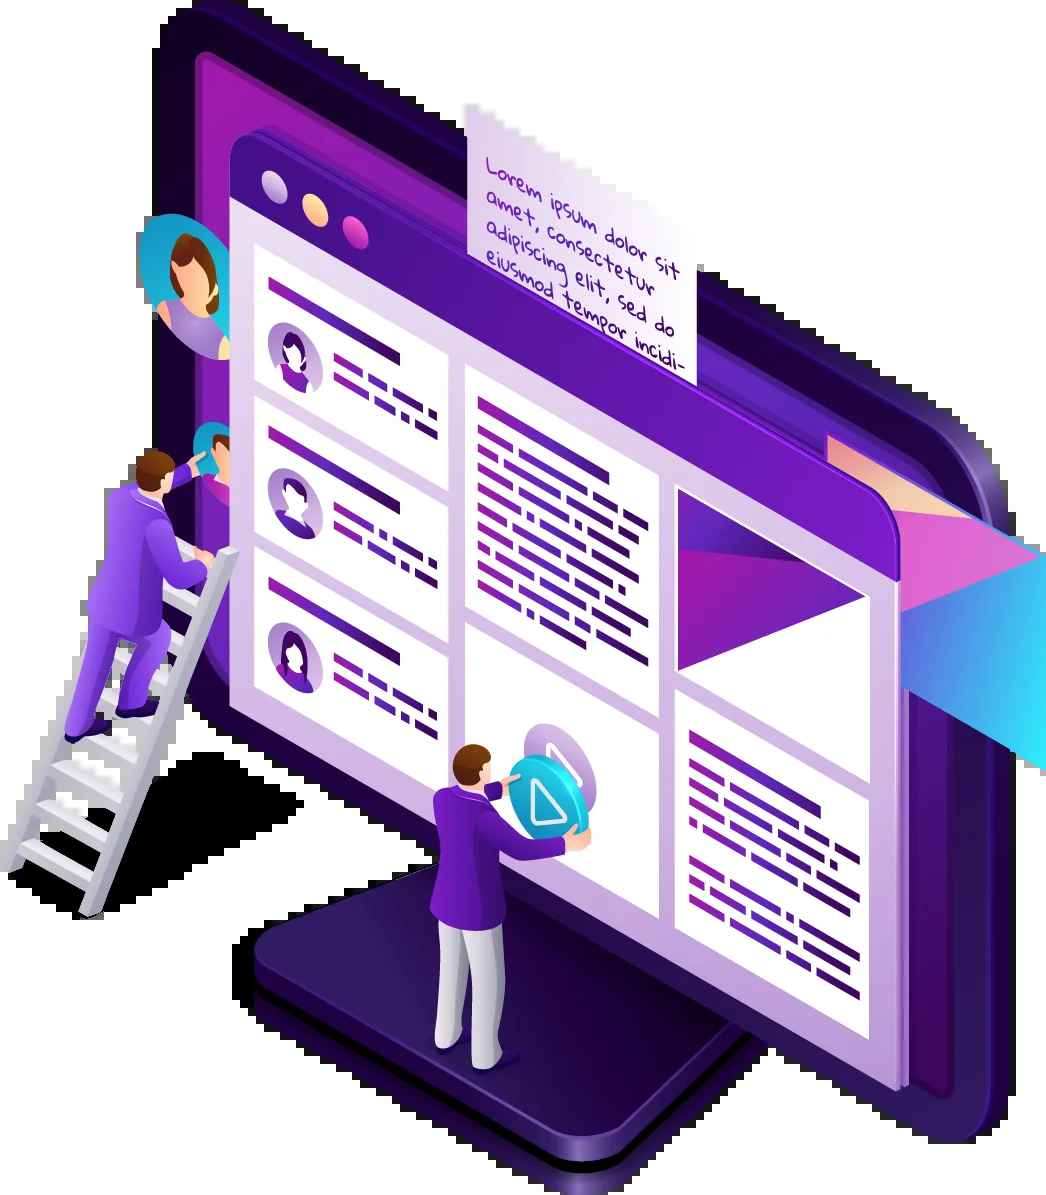 Lorem ipsum dolor sit
amet, consectetur
adipiscing elit, sed do
eiusmod tempor incidi-